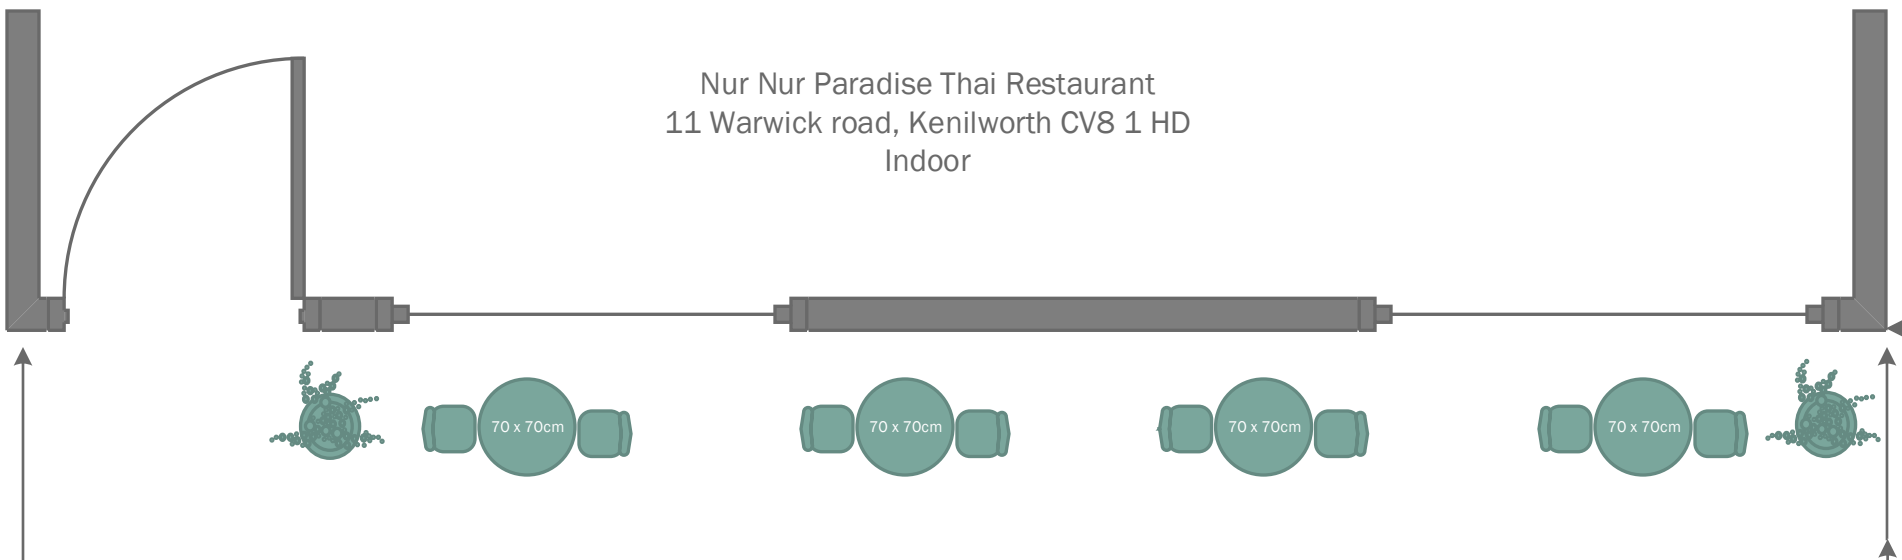 Nur Nur Paradise Thai Restaurant
11 Warwick road, Kenilworth CV8 1 HD
Indoor
70 x 70cm
70 x 70cm
70 x 70cm
70 x 70cm